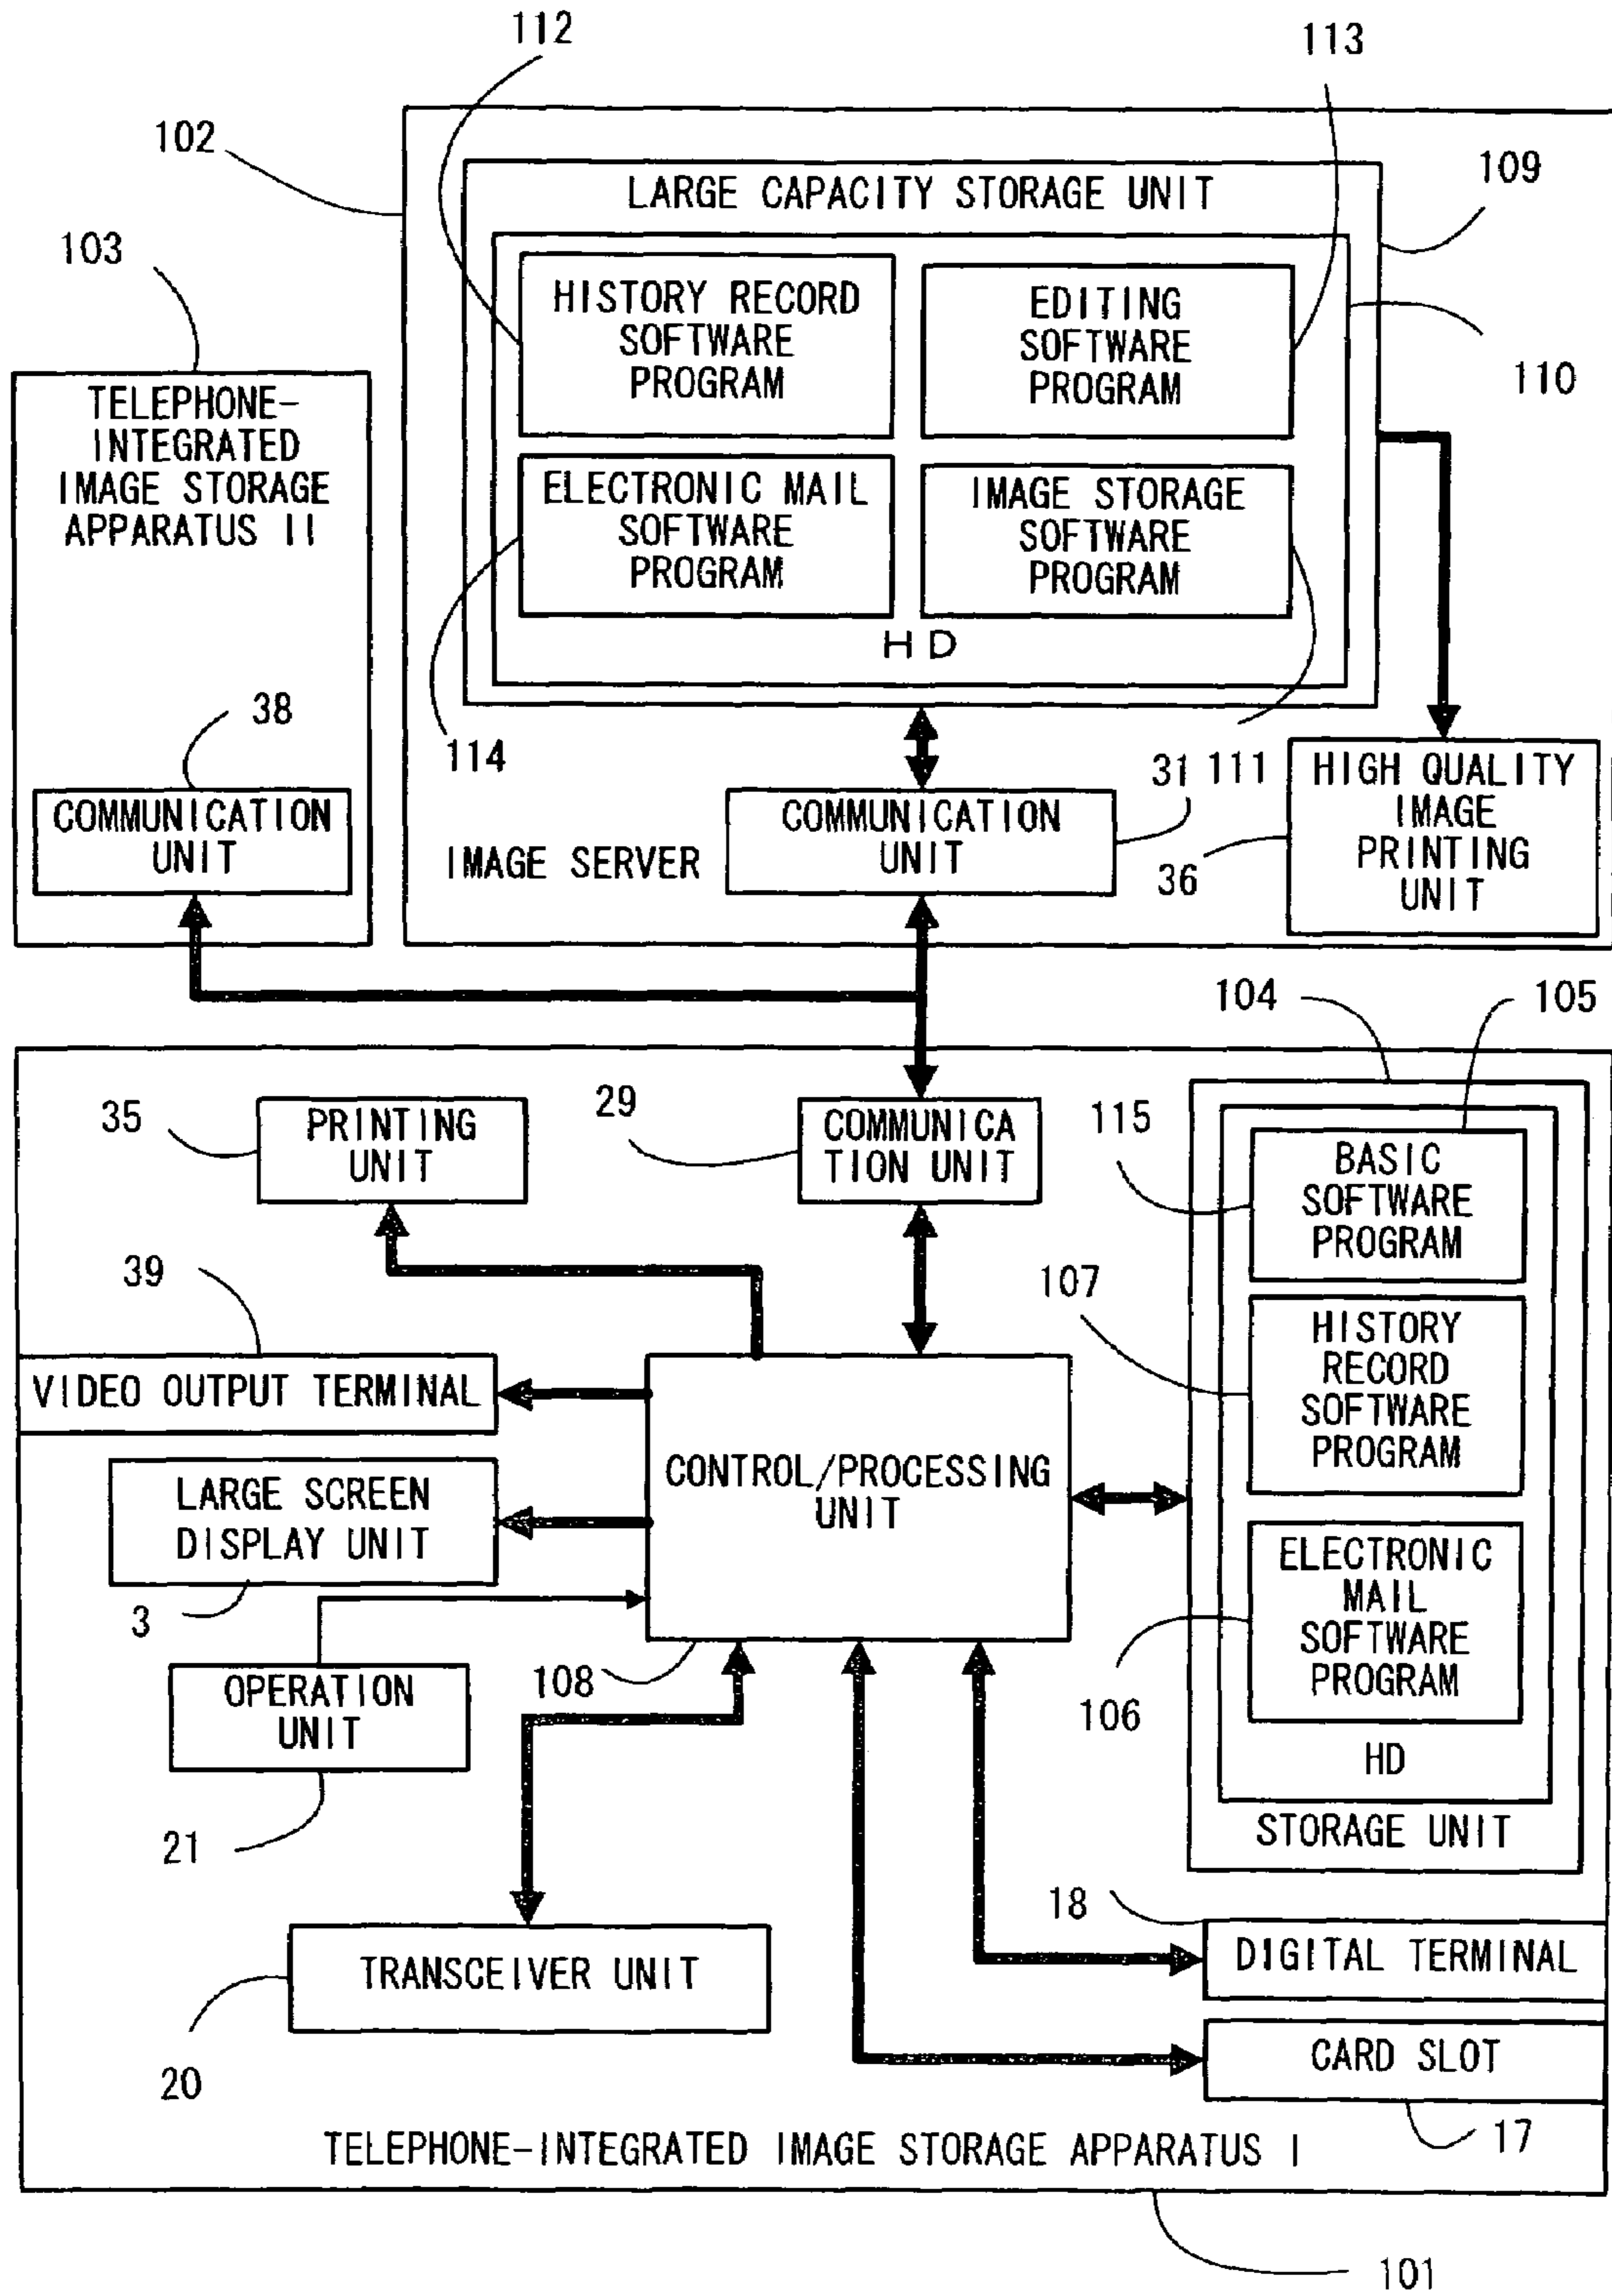 112
113
102
109
LARGE CAPACITY STORAGE UNIT
103
HISTORY RECORD
SOFTWARE
PROGRAM
EDITING
SOFTWARE
PROGRAM
110
TELEPHONE-
INTEGRATED
IMAGE STORAGE
APPARATUS II
ELECTRONIC MAIL
SOFTWARE
PROGRAM
IMAGE STORAGE
SOFTWARE
PROGRAM
HD
38
114
31
111
COMMUNICATION
UNIT
IMAGE SERVER
COMMUNICATION
UNIT
36
HIGH QUALITY
IMAGE
PRINTING
UNIT
104
105
35
PRINTING
UNIT
29
COMMUNICA
TION UNIT
115
BASIC
SOFTWARE
PROGRAM
39
107
HISTORY
RECORD
SOFTWARE
PROGRAM
VIDEO OUTPUT TERMINAL
CONTROL/PROCESSING
UNIT
LARGE SCREEN
DISPLAY UNIT
3
ELECTRONIC
MAIL
SOFTWARE
PROGRAM
108
106
OPERATION
UNIT
HD
21
STORAGE UNIT
18
DIGITAL TERMINAL
TRANSCEIVER UNIT
20
CARD SLOT
17
TELEPHONE-INTEGRATED IMAGE STORAGE APPARATUS I
101